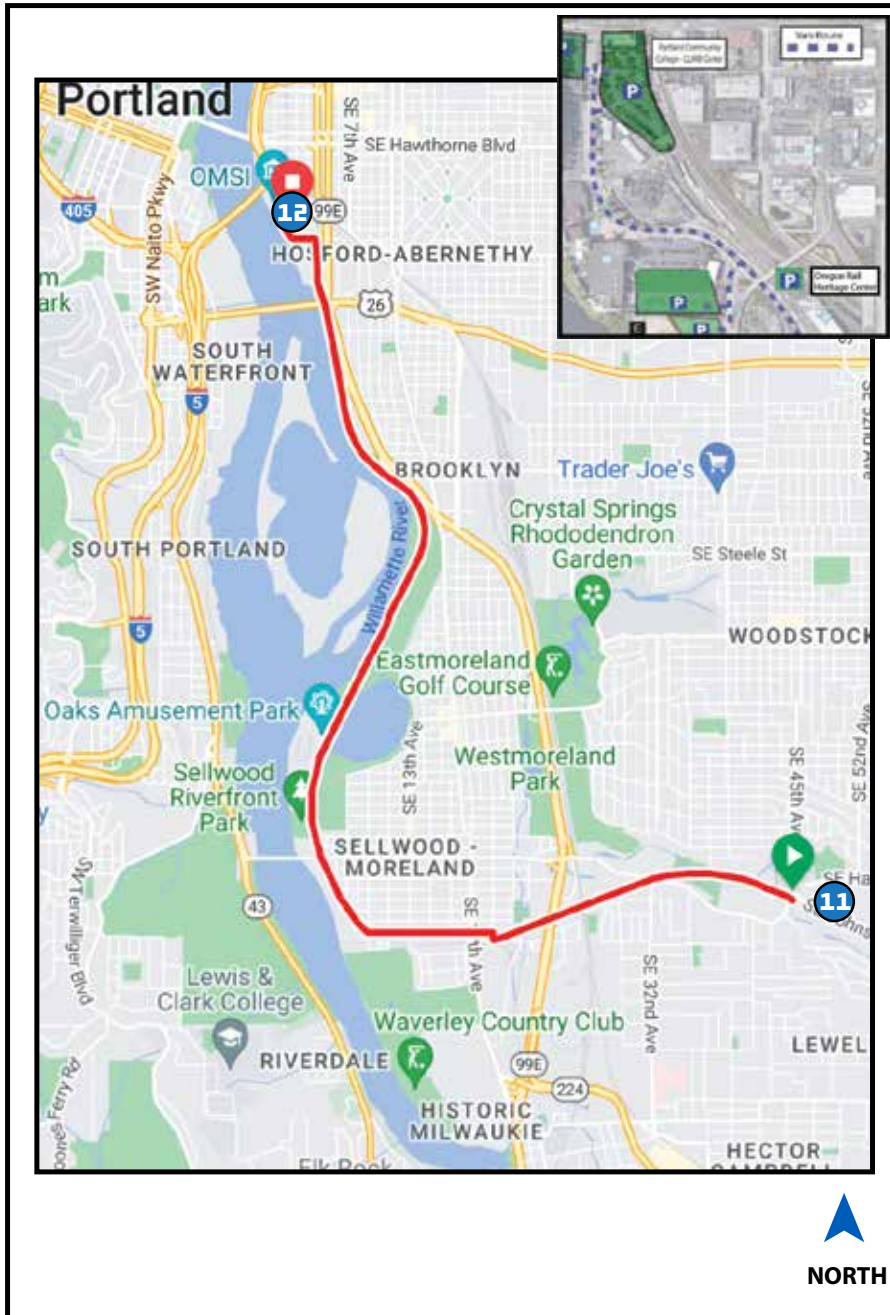 Portland
SE 7th Ave
SE Hawthorne Blvd
OMSI
405
SW Naito Pkwy
12
99E
HOSFORD-ABERNETHY
ark
26
SOUTH
WATERFRONT
5
BROOKLYN
Trader Joe's
Crystal Springs
Rhododendron
Garden
SOUTH PORTLAND
Willamette River
SE Steele St
5
WOODSTOCK
Eastmoreland
Golf Course
Oaks Amusement Park
SE 13th Ave
Westmoreland
Park
SE 45th Ave
SE 52nd Ave
Sellwood
Riverfront
Park
SELLWOOD -
MORELAND
SW Terwilliger Blvd
43
11
SE 32nd Ave
Lewis &
Clark College
Waverley Country Club
LEWEL
RIVERDALE
99E
224
HISTORIC
MILWAUKIE
Ferry Rd
HECTOR
Portland Community
College - CLIMB Center
P
P
P
P
Oregon Rail
Heritage Center
NORTH